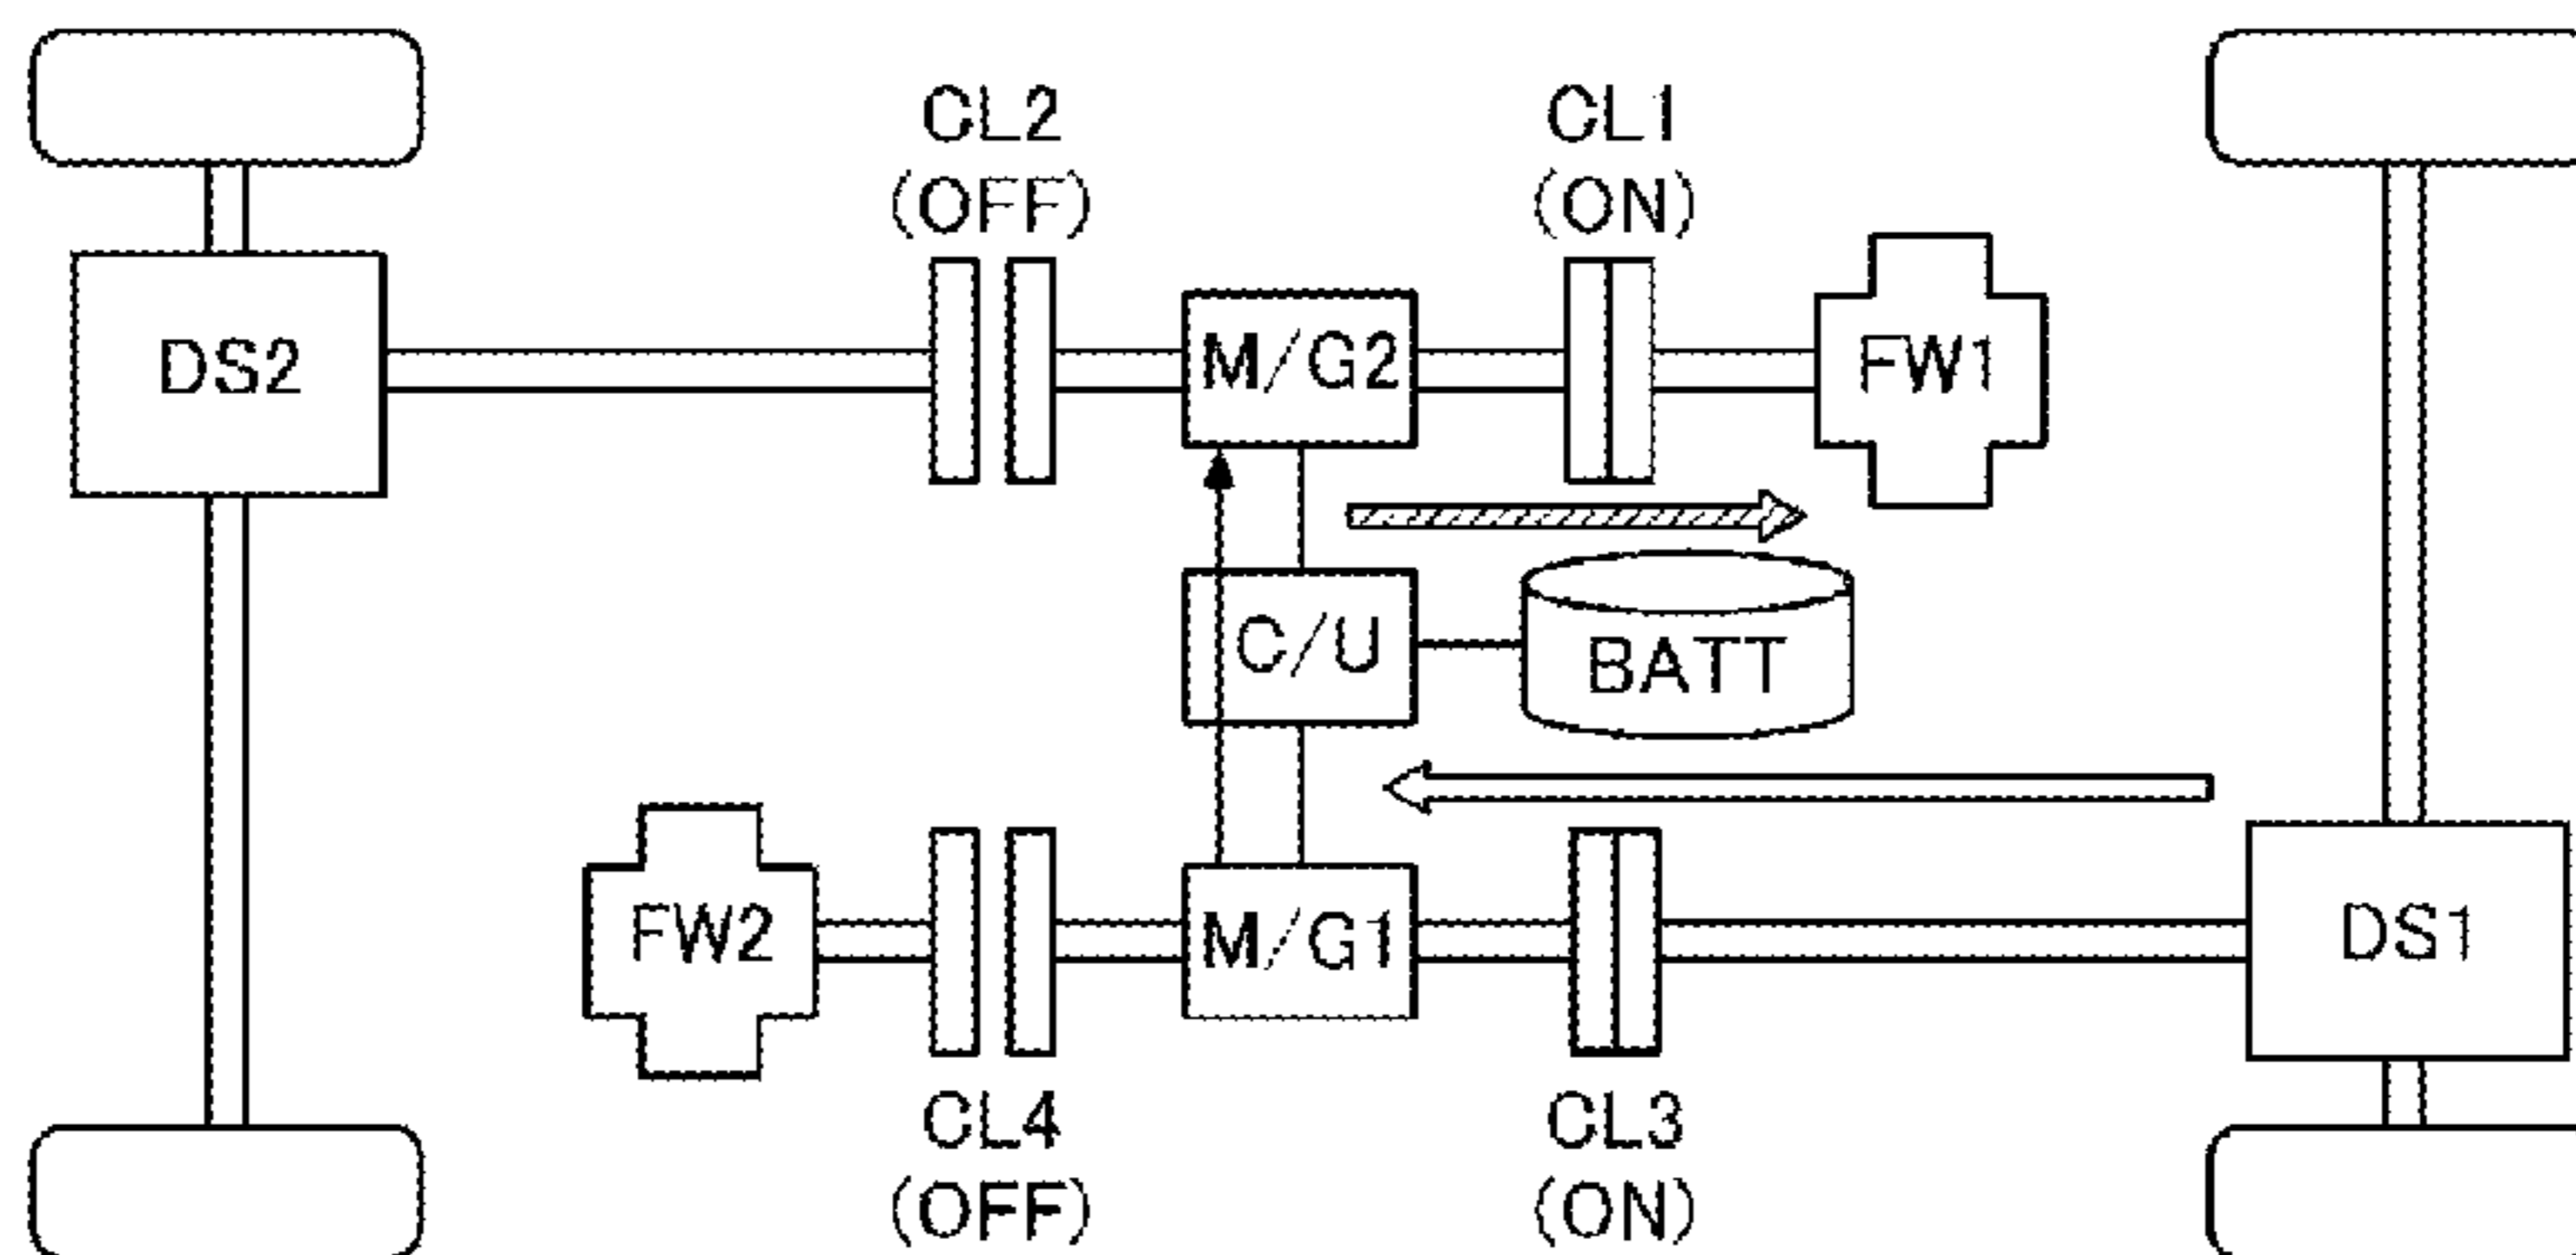 CL2
(OFF)
CL1
(ON)
DS2
M/G2
FW1
C/U
BATT
FW2
M/G1
DS1
CL4
(OFF)
CL3
(ON)